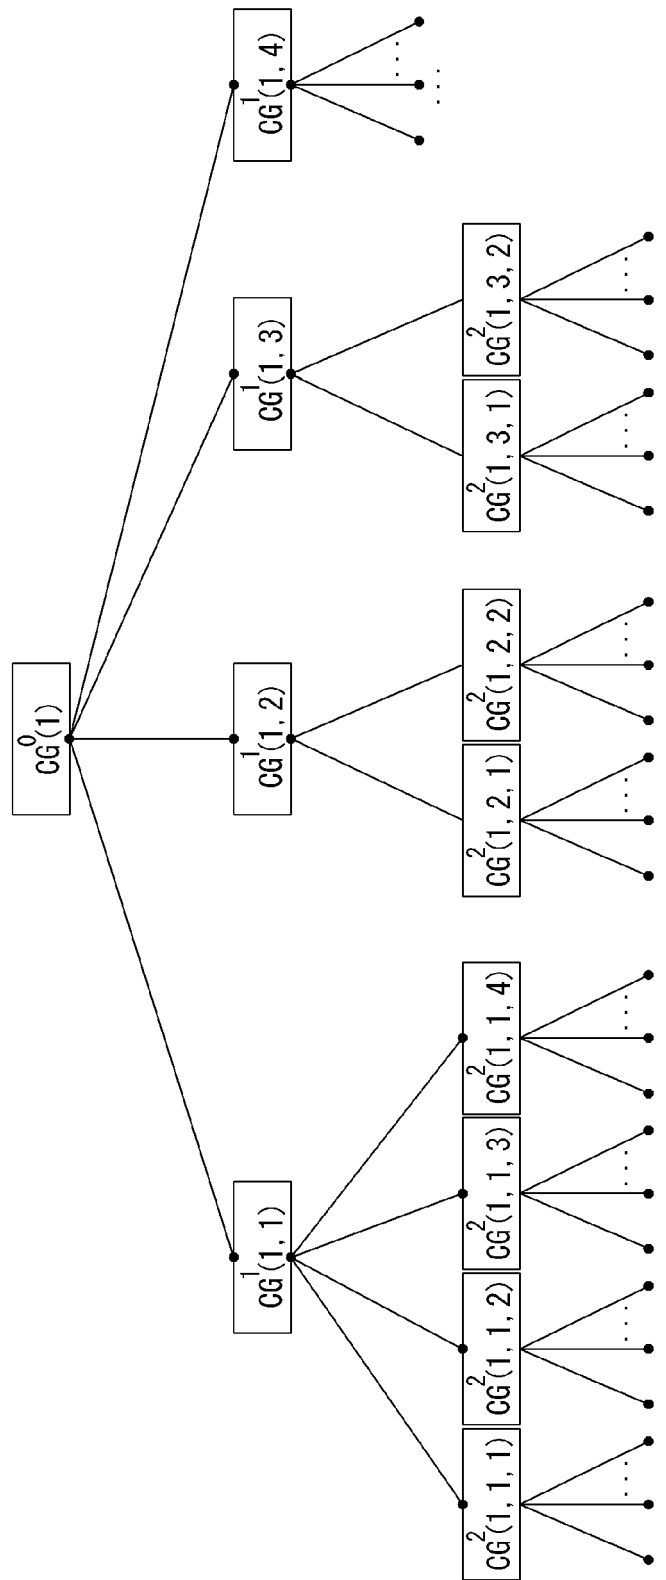 CG⁰(1)
CG¹(1,1)
CG¹(1,2)
CG¹(1,3)
CG¹(1,4)
CG²(1,1,1)
CG²(1,1,2)
CG²(1,1,3)
CG²(1,1,4)
CG²(1,2,1)
CG²(1,2,2)
CG²(1,3,1)
CG²(1,3,2)